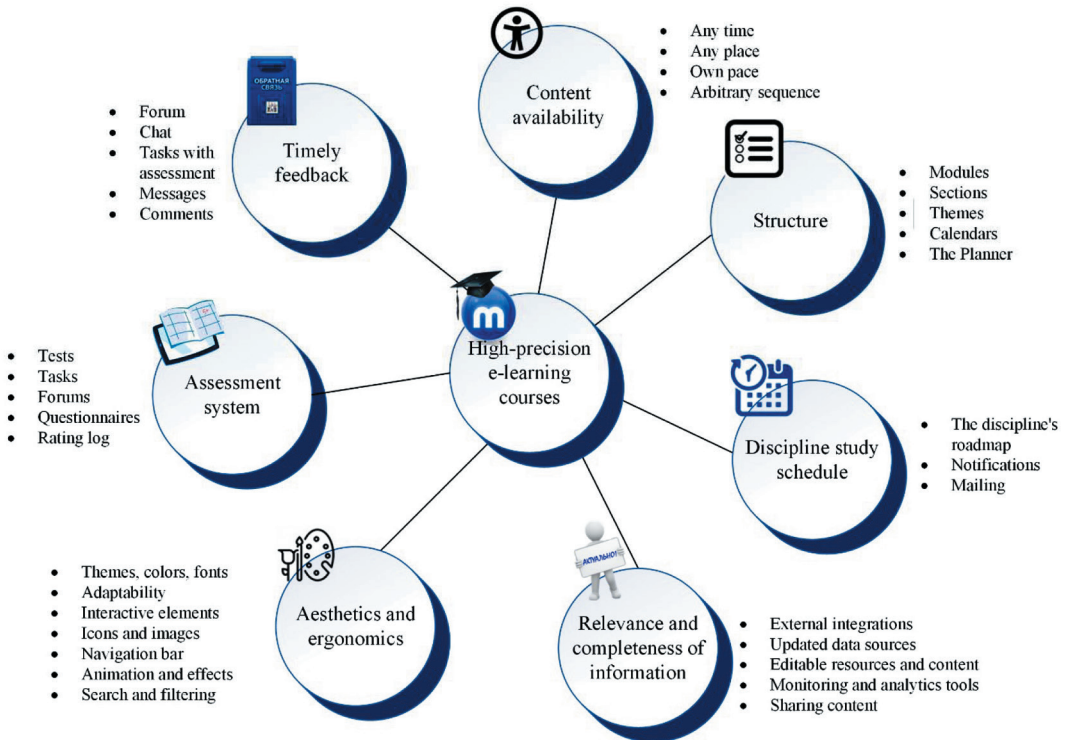 Content
availability
• Any time
• Any place
• Own pace
• Arbitrary sequence
ОБРАТНАЯ
СВЯЗЬ
Timely
feedback
• Forum
• Chat
• Tasks with
assessment
• Messages
• Comments
Structure
• Modules
• Sections
• Themes
• Calendars
• The Planner
m
High-precision
e-learning
courses
Assessment
system
• Tests
• Tasks
• Forums
• Questionnaires
• Rating log
Discipline study
schedule
• The discipline's
roadmap
• Notifications
• Mailing
Aesthetics and
ergonomics
• Themes, colors, fonts
• Adaptability
• Interactive elements
• Icons and images
• Navigation bar
• Animation and effects
• Search and filtering
АКТУАЛЬНО!
Relevance and
completeness of
information
• External integrations
• Updated data sources
• Editable resources and content
• Monitoring and analytics tools
• Sharing content